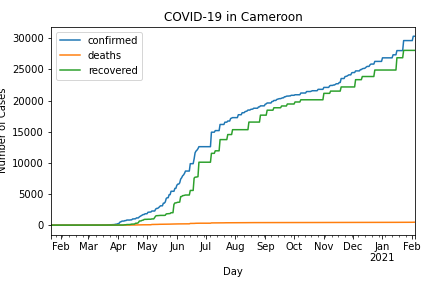 COVID-19 in Cameroon
confirmed
deaths
recovered
Number of Cases
30000
25000
20000
15000
10000
5000
0
Feb Mar Apr May Jun Jul Aug Sep Oct Nov Dec Jan Feb
2021
Day